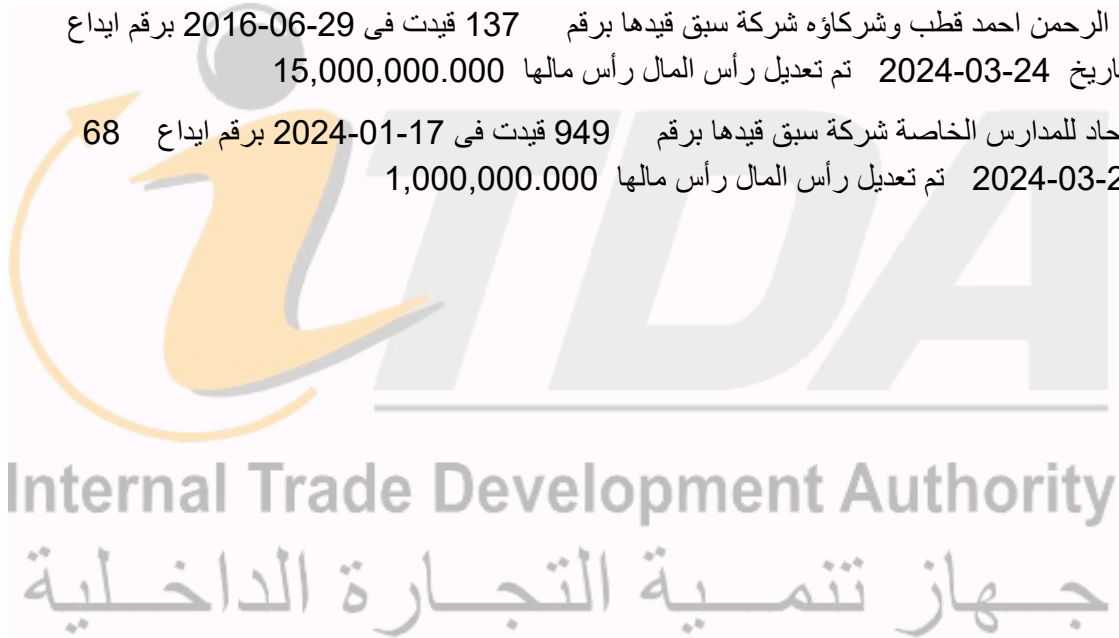 الرحمن احمد قطب وشركاؤه شركة سبق قيدها برقم 137 قيدت فى 29-06-2016 برقم ايداع
24-03-2024 تم تعديل رأس المال رأس مالها 15,000,000.000
للمدارس الخاصة شركة سبق قيدها برقم 949 قيدت فى 17-01-2024 برقم ايداع 68
تم تعديل رأس المال رأس مالها 1,000,000.000
iTDA
Internal Trade Development Authority
جهاز تنمية التجارة الداخلية